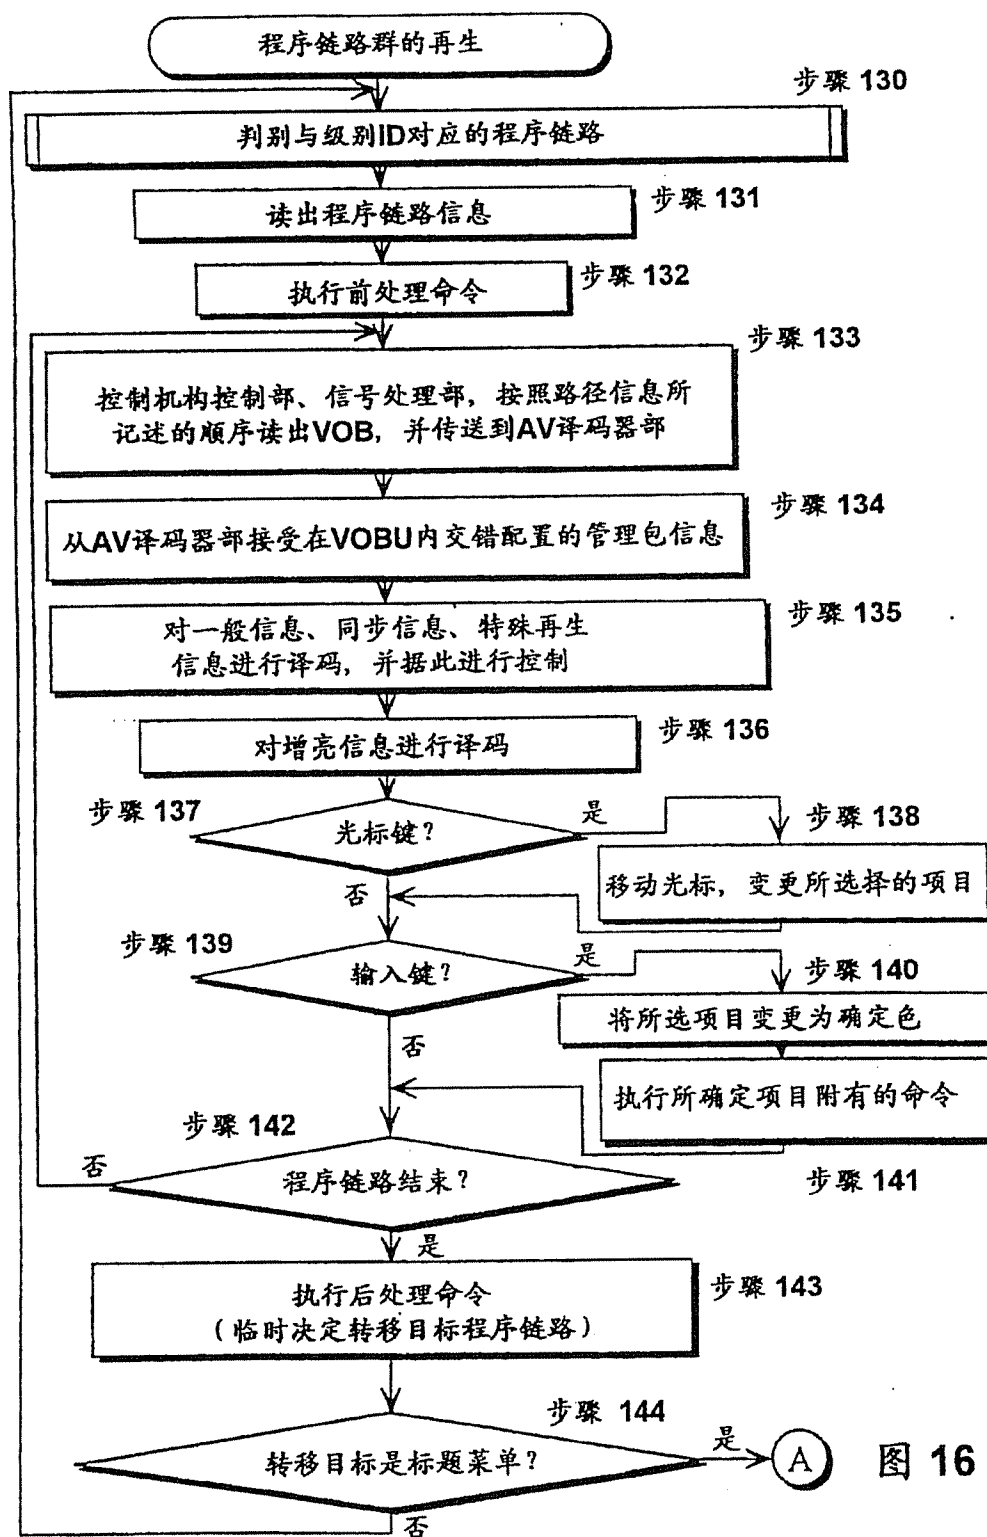 程序链路群的再生
步骤 130
判别与级别ID对应的程序链路
步骤 131
读出程序链路信息
步骤 132
执行前处理命令
步骤 133
控制机构控制部、信号处理部，按照路径信息所
记述的顺序读出VOB，并传送到AV译码器部
步骤 134
从AV译码器部接受在VOBU内交错配置的管理包信息
步骤 135
对一般信息、同步信息、特殊再生
信息进行译码，并据此进行控制
步骤 136
对增亮信息进行译码
步骤 137
光标键？
是
步骤 138
移动光标，变更所选择的项目
否
步骤 139
输入键？
是
步骤 140
将所选项目变更为确定色
否
执行所确定项目附有的命令
步骤 141
步骤 142
否
程序链路结束？
是
步骤 143
执行后处理命令
（临时决定转移目标程序链路）
步骤 144
转移目标是标题菜单？
是
A
图 16
否